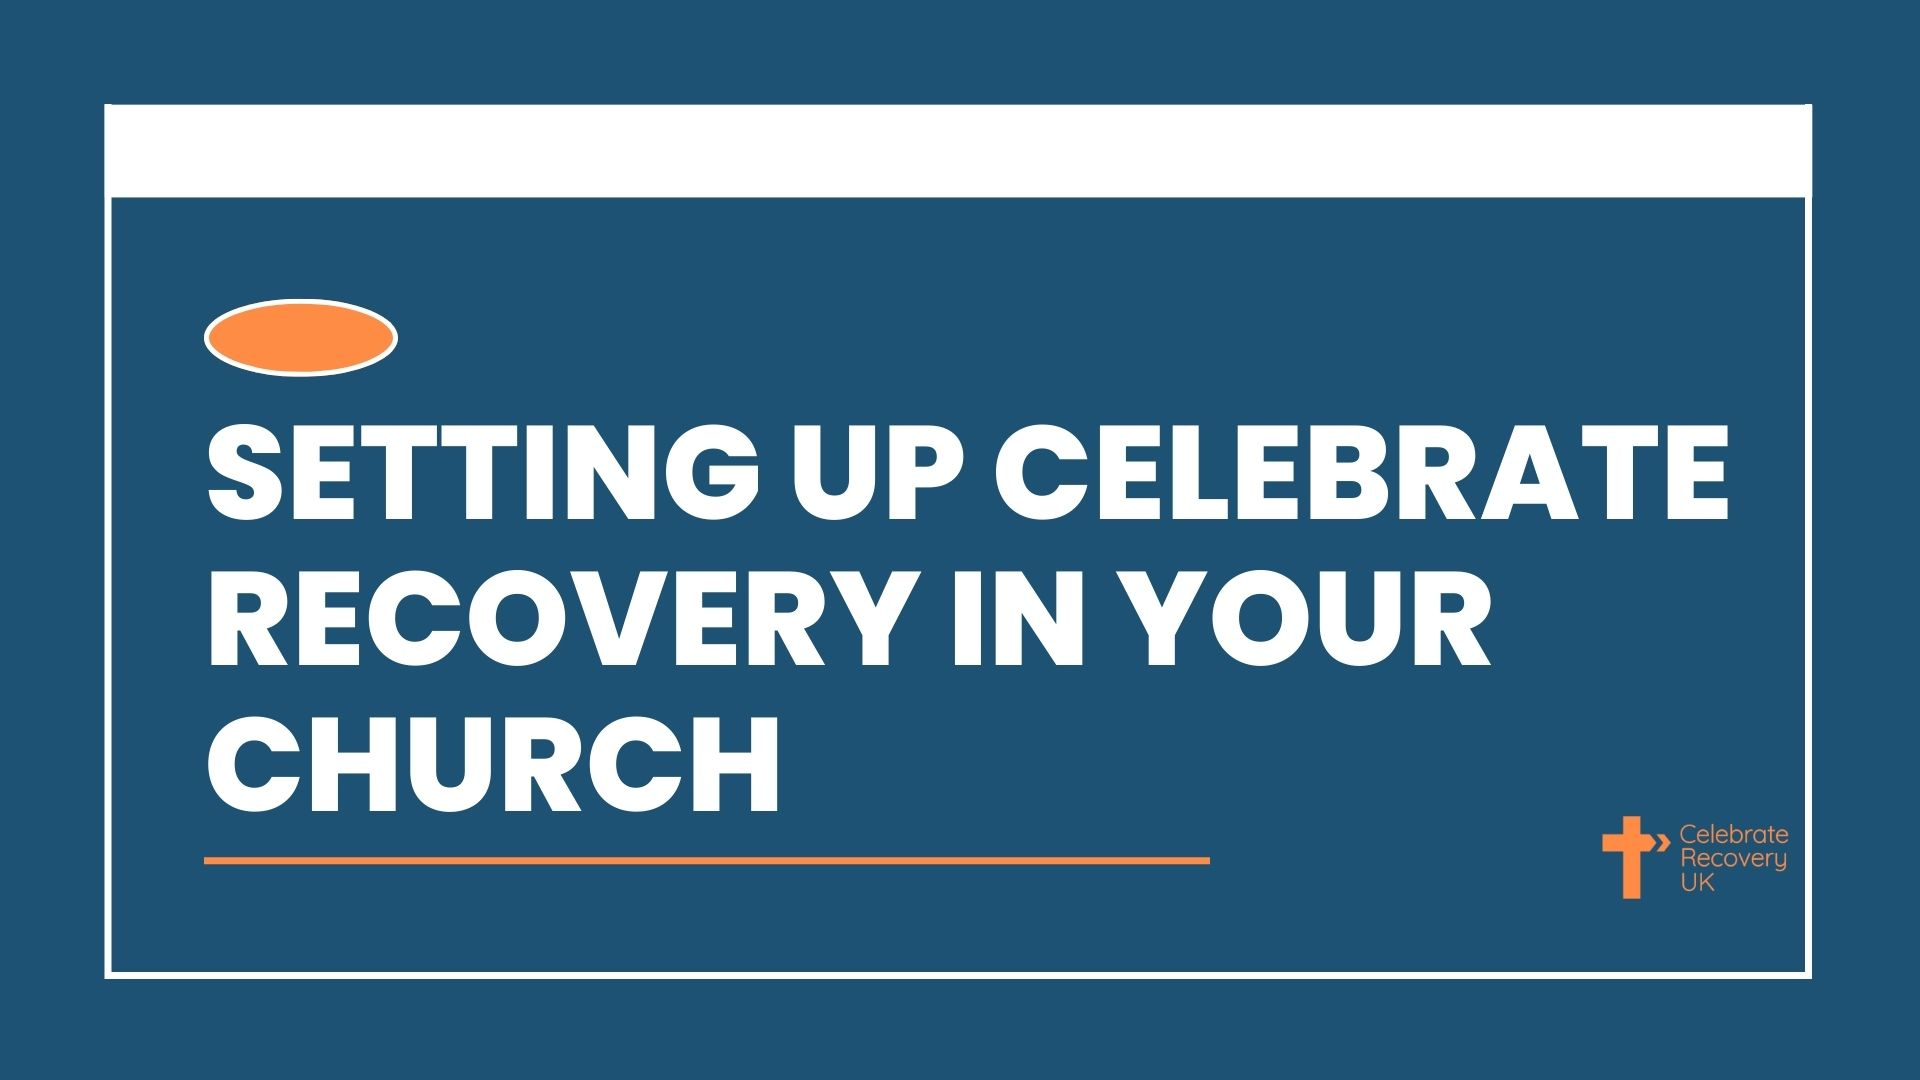 SETTING UP CELEBRATE
RECOVERY IN YOUR
CHURCH
Celebrate
Recovery
UK